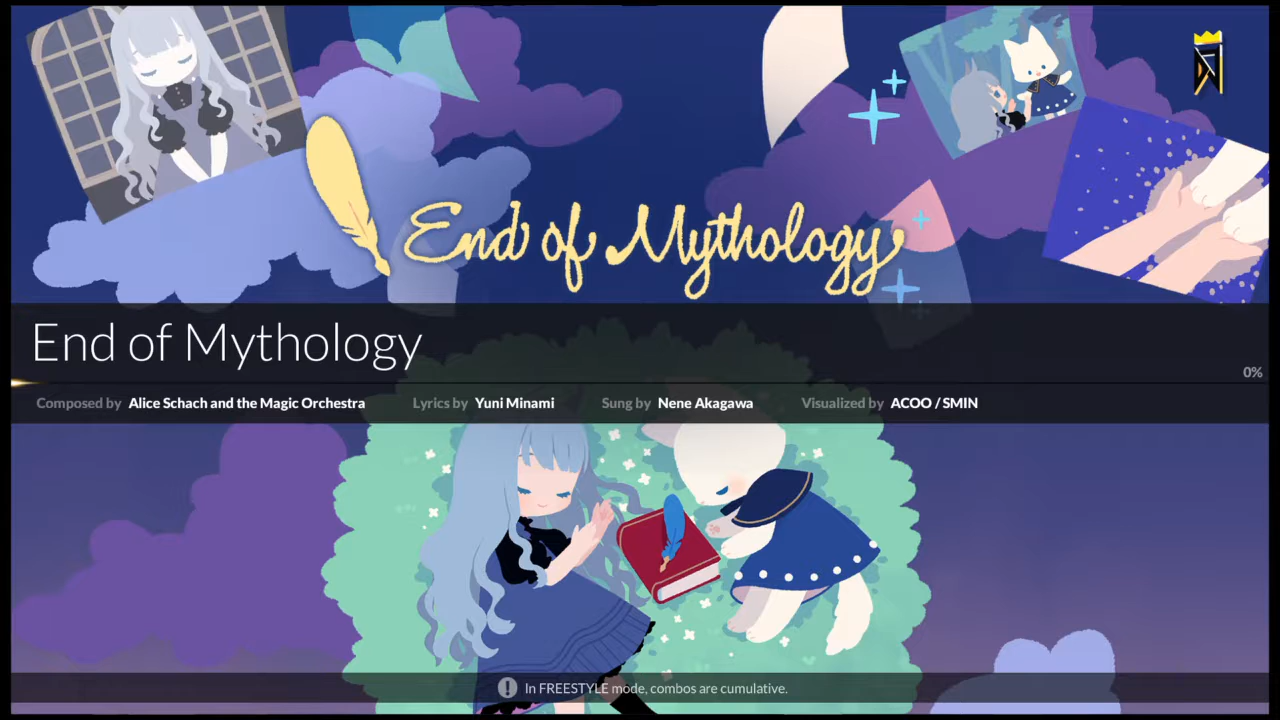 End of Mythology
End of Mythology
0%
Composed by Alice Schach and the Magic Orchestra Lyrics by Yuni Minami Sung by Nene Akagawa Visualized by ACOO / SMIN
! In FREESTYLE mode, combos are cumulative.